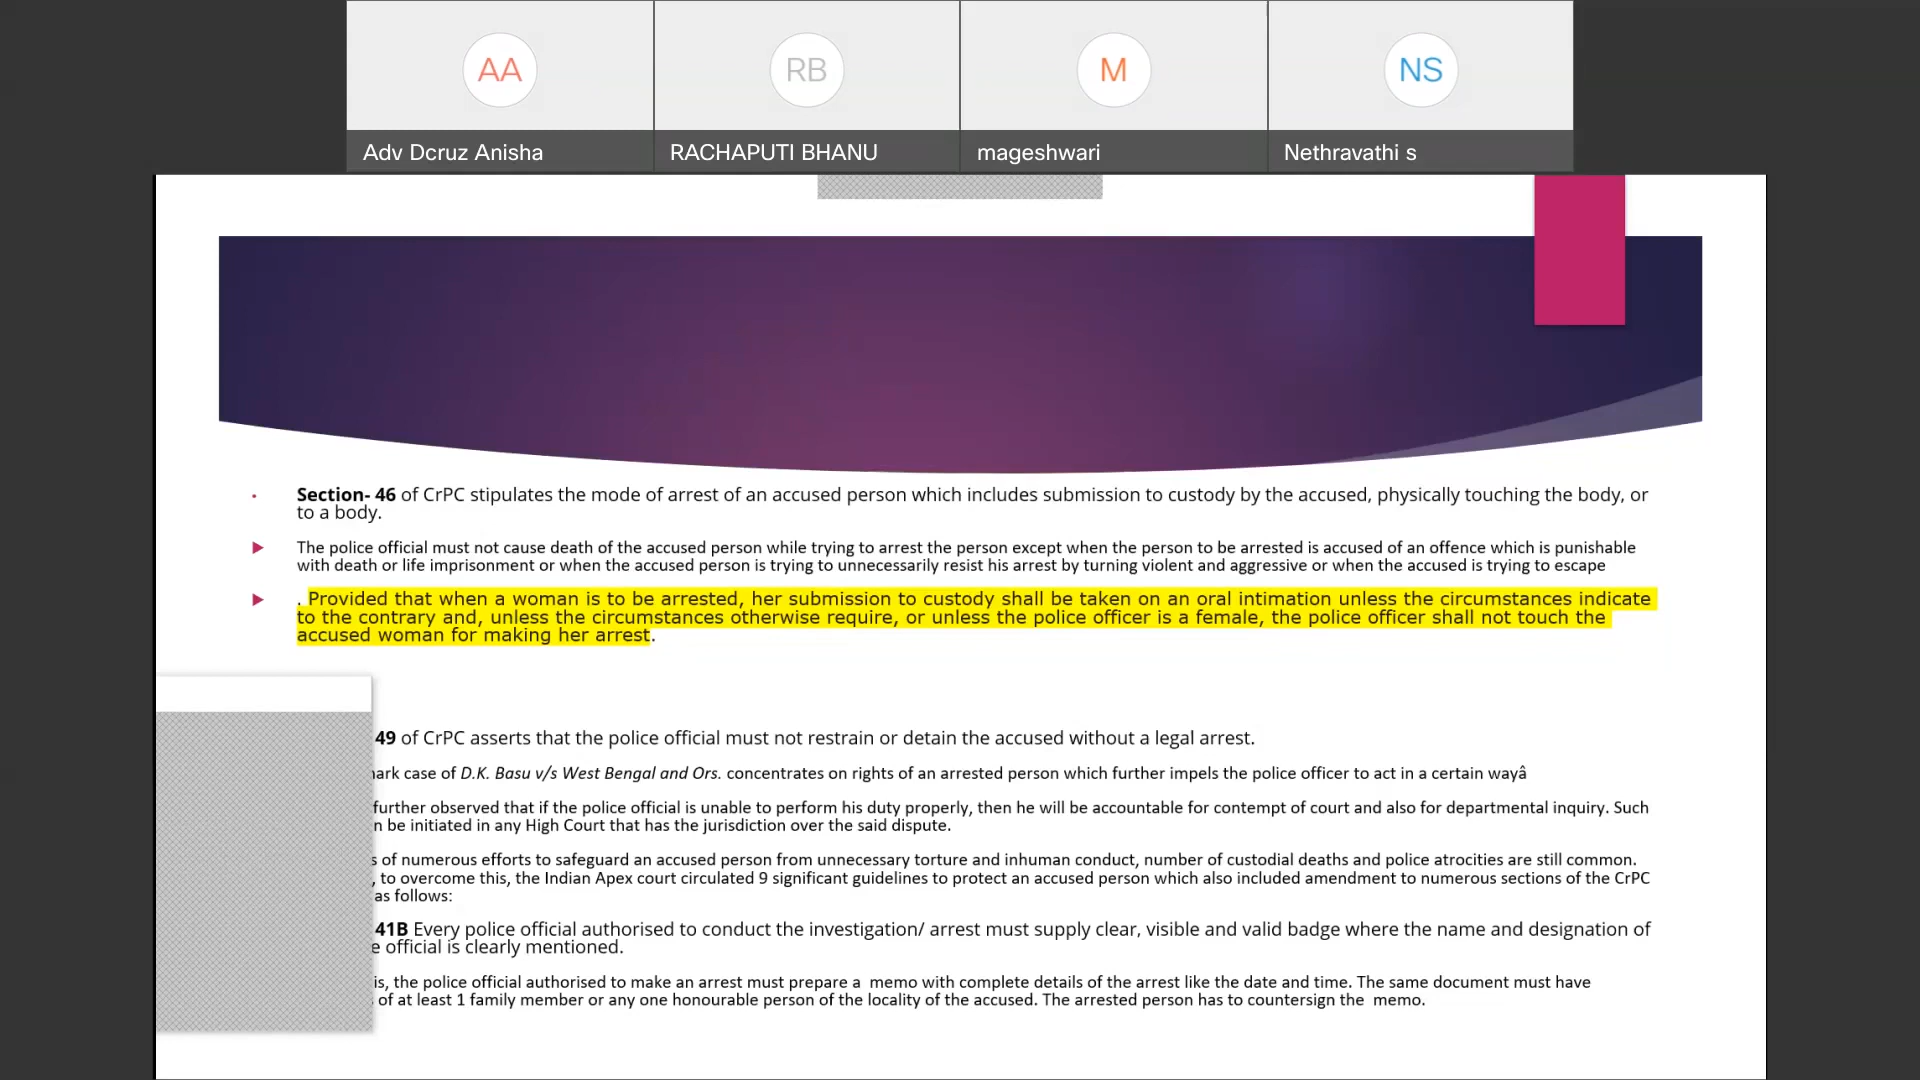 AA
RB
M
NS
Adv Dcruz Anisha
RACHAPUTI BHANU
mageshwari
Nethravathi s
Section- 46 of CrPC stipulates the mode of arrest of an accused person which includes submission to custody by the accused, physically touching the body, or
to a body.
The police official must not cause death of the accused person while trying to arrest the person except when the person to be arrested is accused of an offence which is punishable
with death or life imprisonment or when the accused person is trying to unnecessarily resist his arrest by turning violent and aggressive or when the accused is trying to escape
. Provided that when a woman is to be arrested, her submission to custody shall be taken on an oral intimation unless the circumstances indicate
to the contrary and, unless the circumstances otherwise require, or unless the police officer is a female, the police officer shall not touch the
accused woman for making her arrest.
49 of CrPC asserts that the police official must not restrain or detain the accused without a legal arrest.
case of D.K. Basu v/s West Bengal and Ors. concentrates on rights of an arrested person which further impels the police officer to act in a certain wayâ
further observed that if the police official is unable to perform his duty properly, then he will be accountable for contempt of court and also for departmental inquiry. Such
be initiated in any High Court that has the jurisdiction over the said dispute.
of numerous efforts to safeguard an accused person from unnecessary torture and inhuman conduct, number of custodial deaths and police atrocities are still common.
, to overcome this, the Indian Apex court circulated 9 significant guidelines to protect an accused person which also included amendment to numerous sections of the CrPC
as follows:
41B Every police official authorised to conduct the investigation/ arrest must supply clear, visible and valid badge where the name and designation of
official is clearly mentioned.
is, the police official authorised to make an arrest must prepare a memo with complete details of the arrest like the date and time. The same document must have
of at least 1 family member or any one honourable person of the locality of the accused. The arrested person has to countersign the memo.